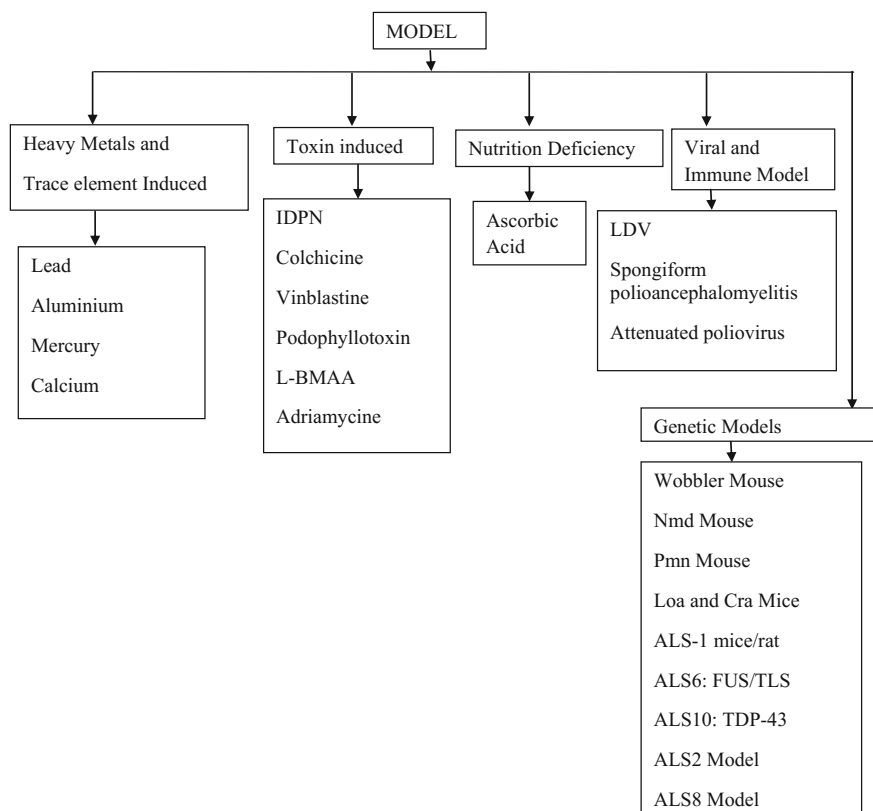 MODEL
Heavy Metals and
Trace element Induced
Toxin induced
Nutrition Deficiency
Viral and
Immune Model
Lead
Aluminium
Mercury
Calcium
IDPN
Colchicine
Vinblastine
Podophyllotoxin
L-BMAA
Adriamycine
Ascorbic
Acid
LDV
Spongiform
polioancephalomyelitis
Attenuated poliovirus
Genetic Models
Wobbler Mouse
Nmd Mouse
Pmn Mouse
Loa and Cra Mice
ALS-1 mice/rat
ALS6: FUS/TLS
ALS10: TDP-43
ALS2 Model
ALS8 Model